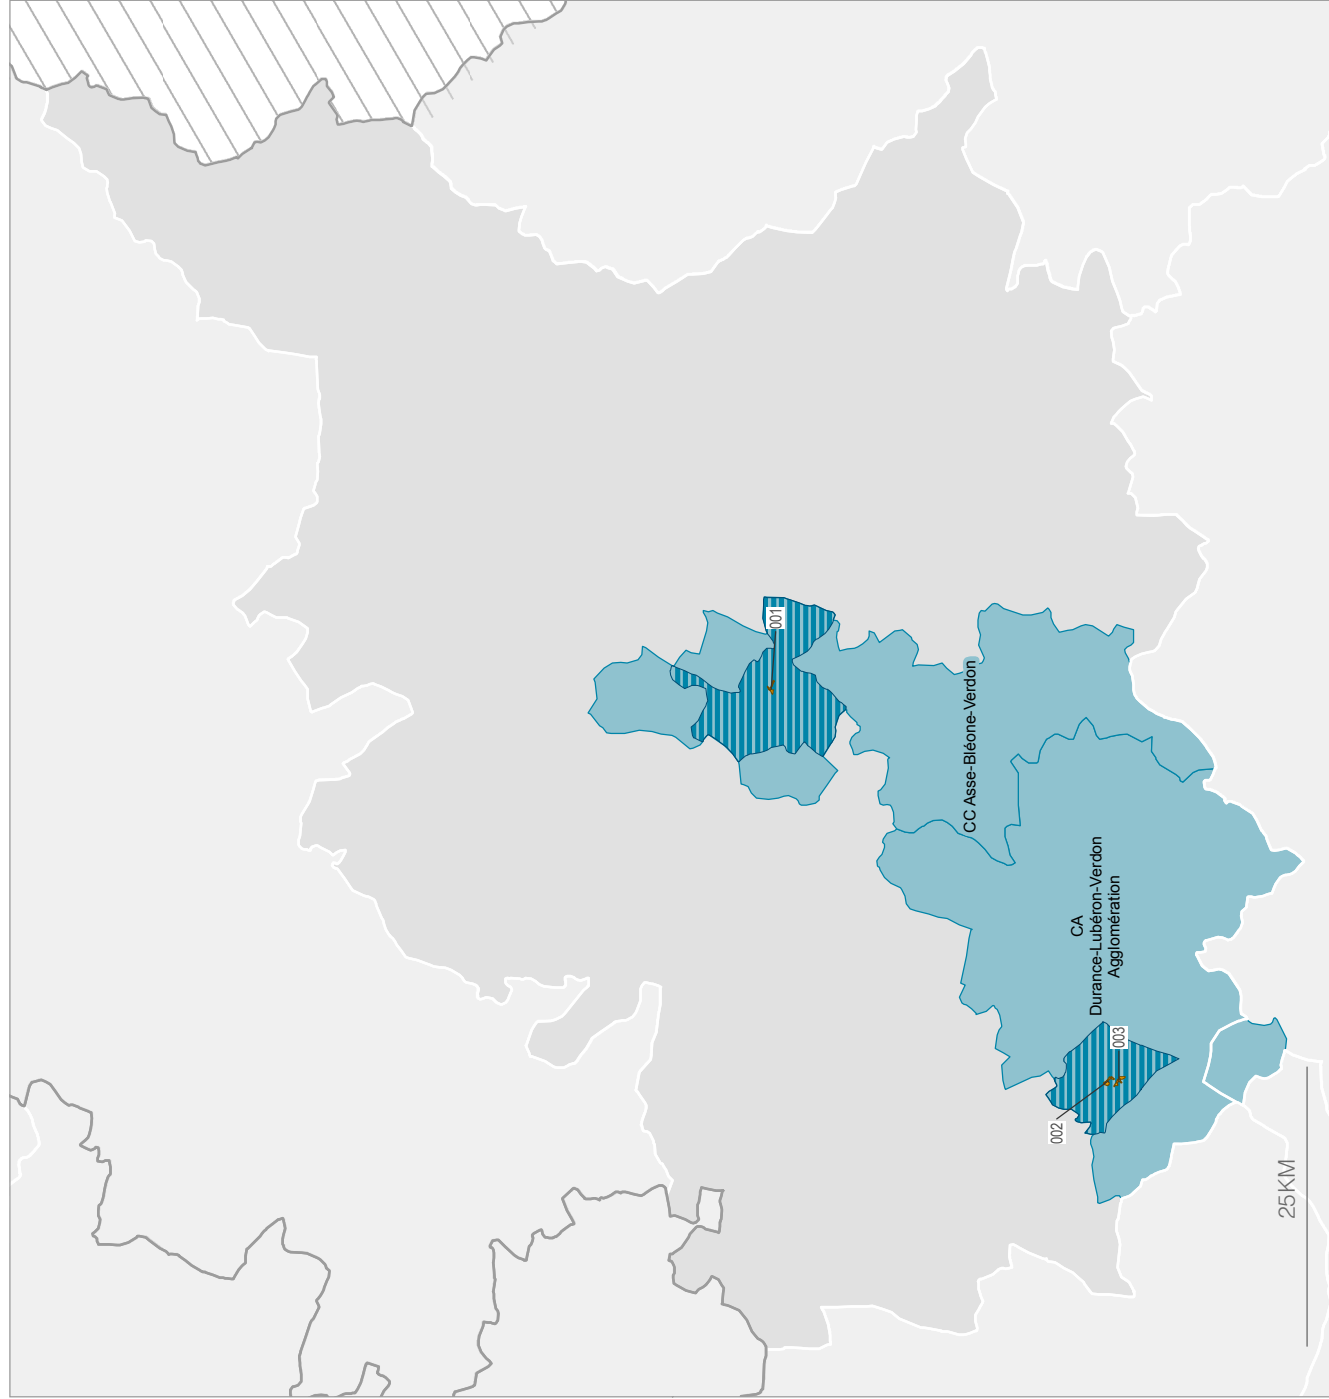 001
CC Asse-Bléone-Verdon
CA
Durance-Lubéron-Verdon
Agglomération
003
002
25KM